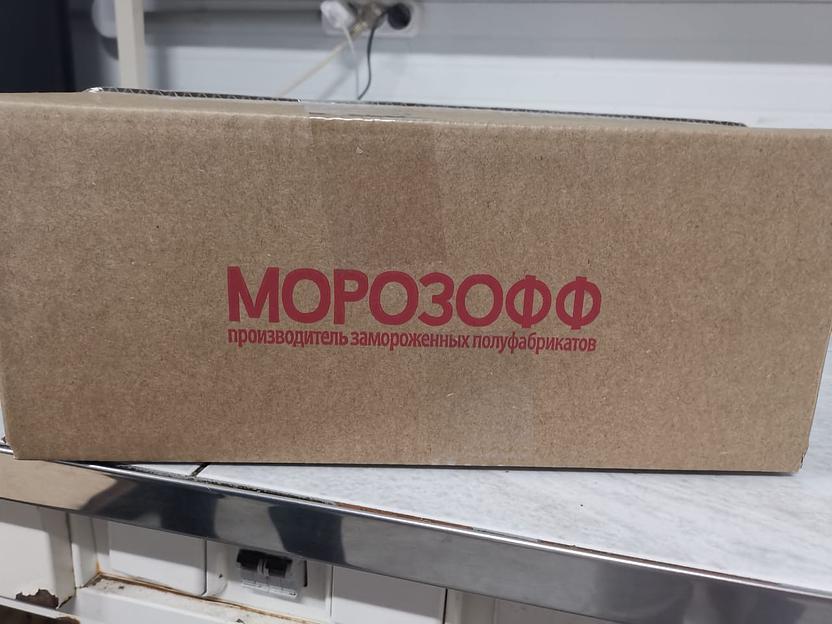 МОРОЗОФФ
производитель замороженных полуфабрикатов